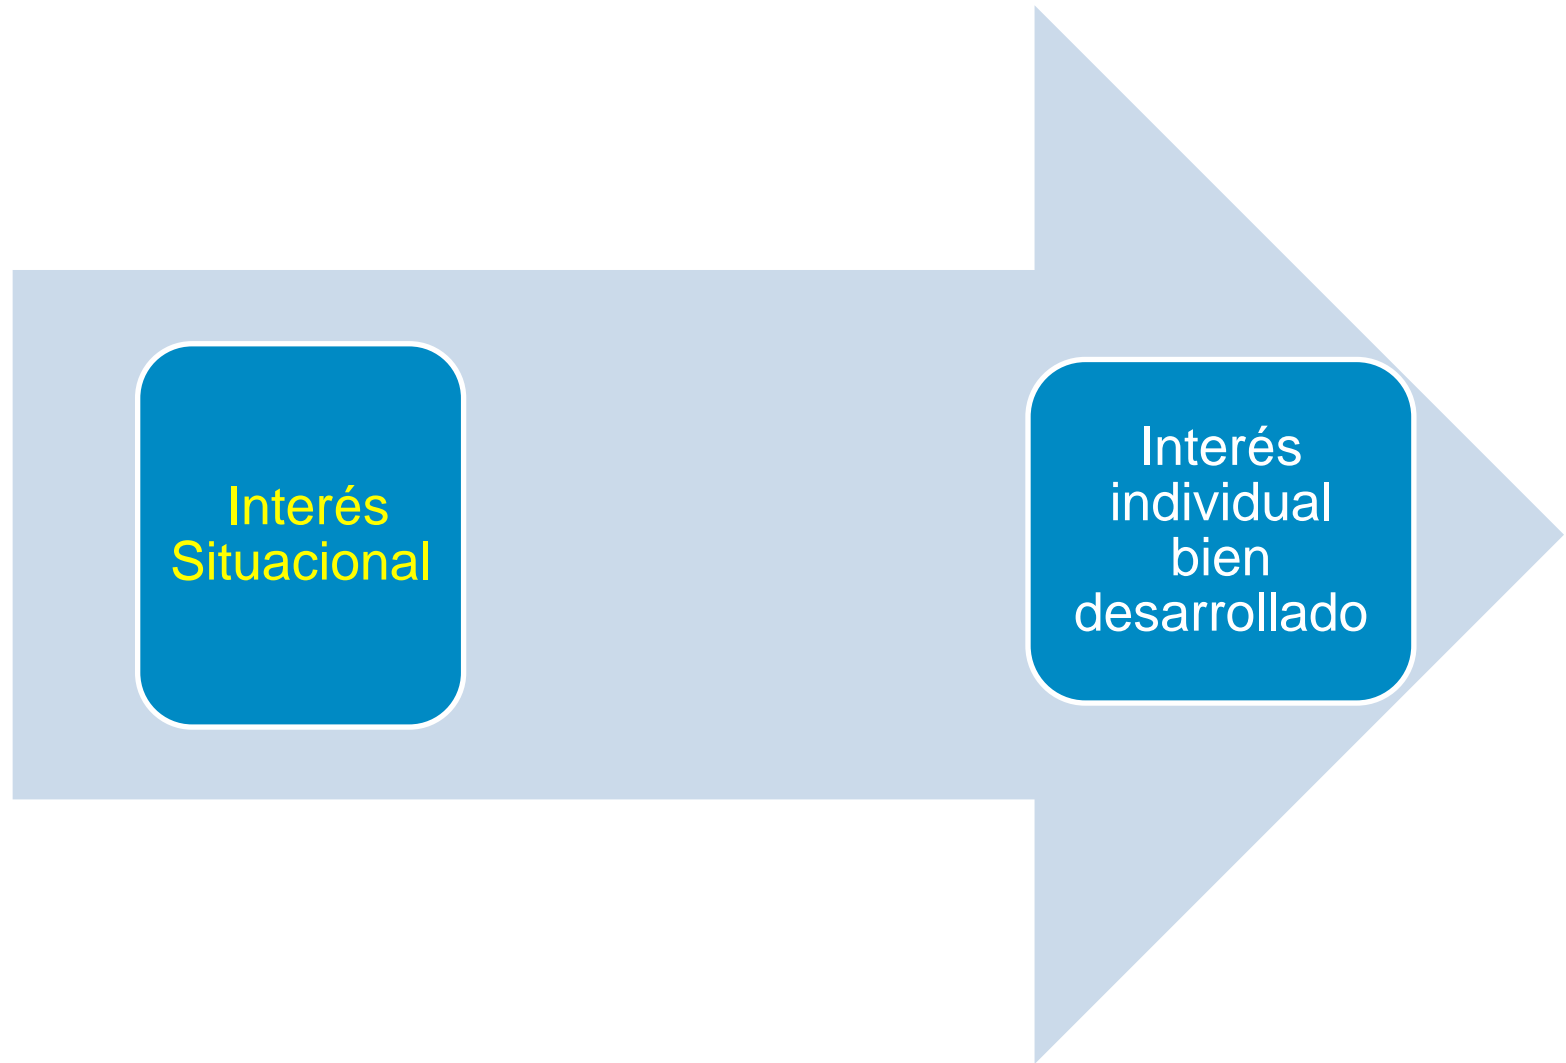 Interés
Situacional
Interés
individual
bien
desarrollado